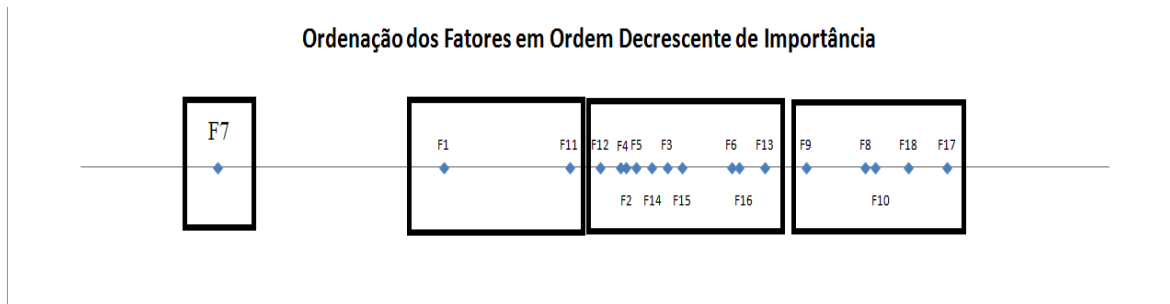 Ordenação dos Fatores em Ordem Decrescente de Importância
F7
F1 F11 F12 F4 F5 F3 F6 F13 F9 F8 F18 F17
F2 F14 F15 F16 F10